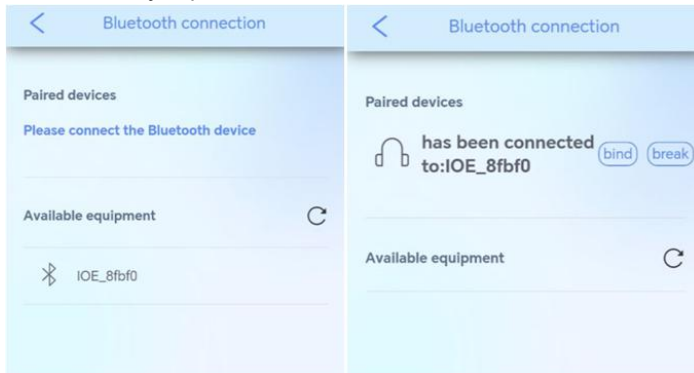 Bluetooth connection
Paired devices
Please connect the Bluetooth device
Available equipment
IOE_8fbf0
Bluetooth connection
Paired devices
has been connected
to:IOE_8fbf0
bind
break
Available equipment